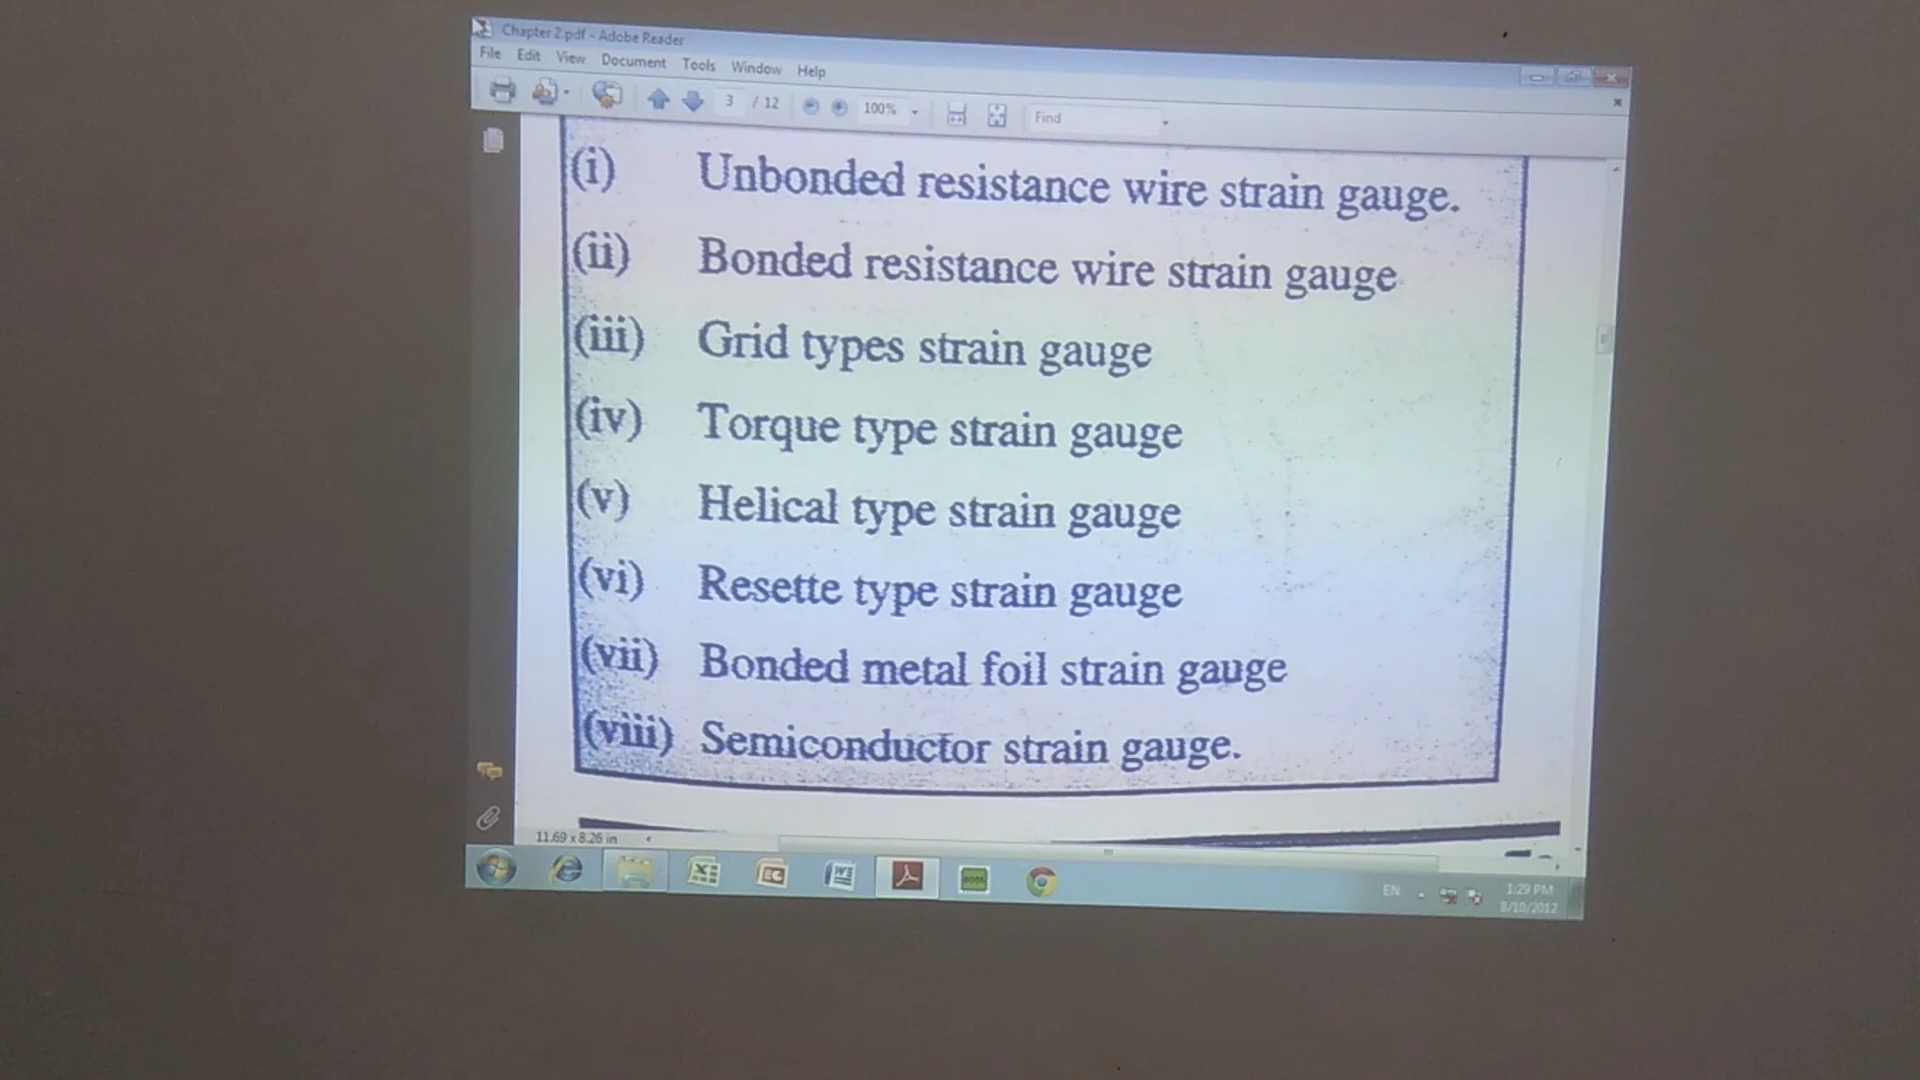 Chapter 2.pdf - Adobe Reader
File Edit View Document Tools Window Help
3 / 12 100% Find
(i) Unbonded resistance wire strain gauge.
(ii) Bonded resistance wire strain gauge
(iii) Grid types strain gauge
(iv) Torque type strain gauge
(v) Helical type strain gauge
(vi) Resette type strain gauge
(vii) Bonded metal foil strain gauge
(viii) Semiconductor strain gauge.
11.69 x 8.26 in
EN 1:29 PM
8/10/2012